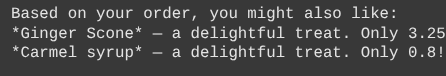 Based on your order, you might also like:
*Ginger Scone* — a delightful treat. Only 3.25
*Carmel syrup* — a delightful treat. Only 0.8!